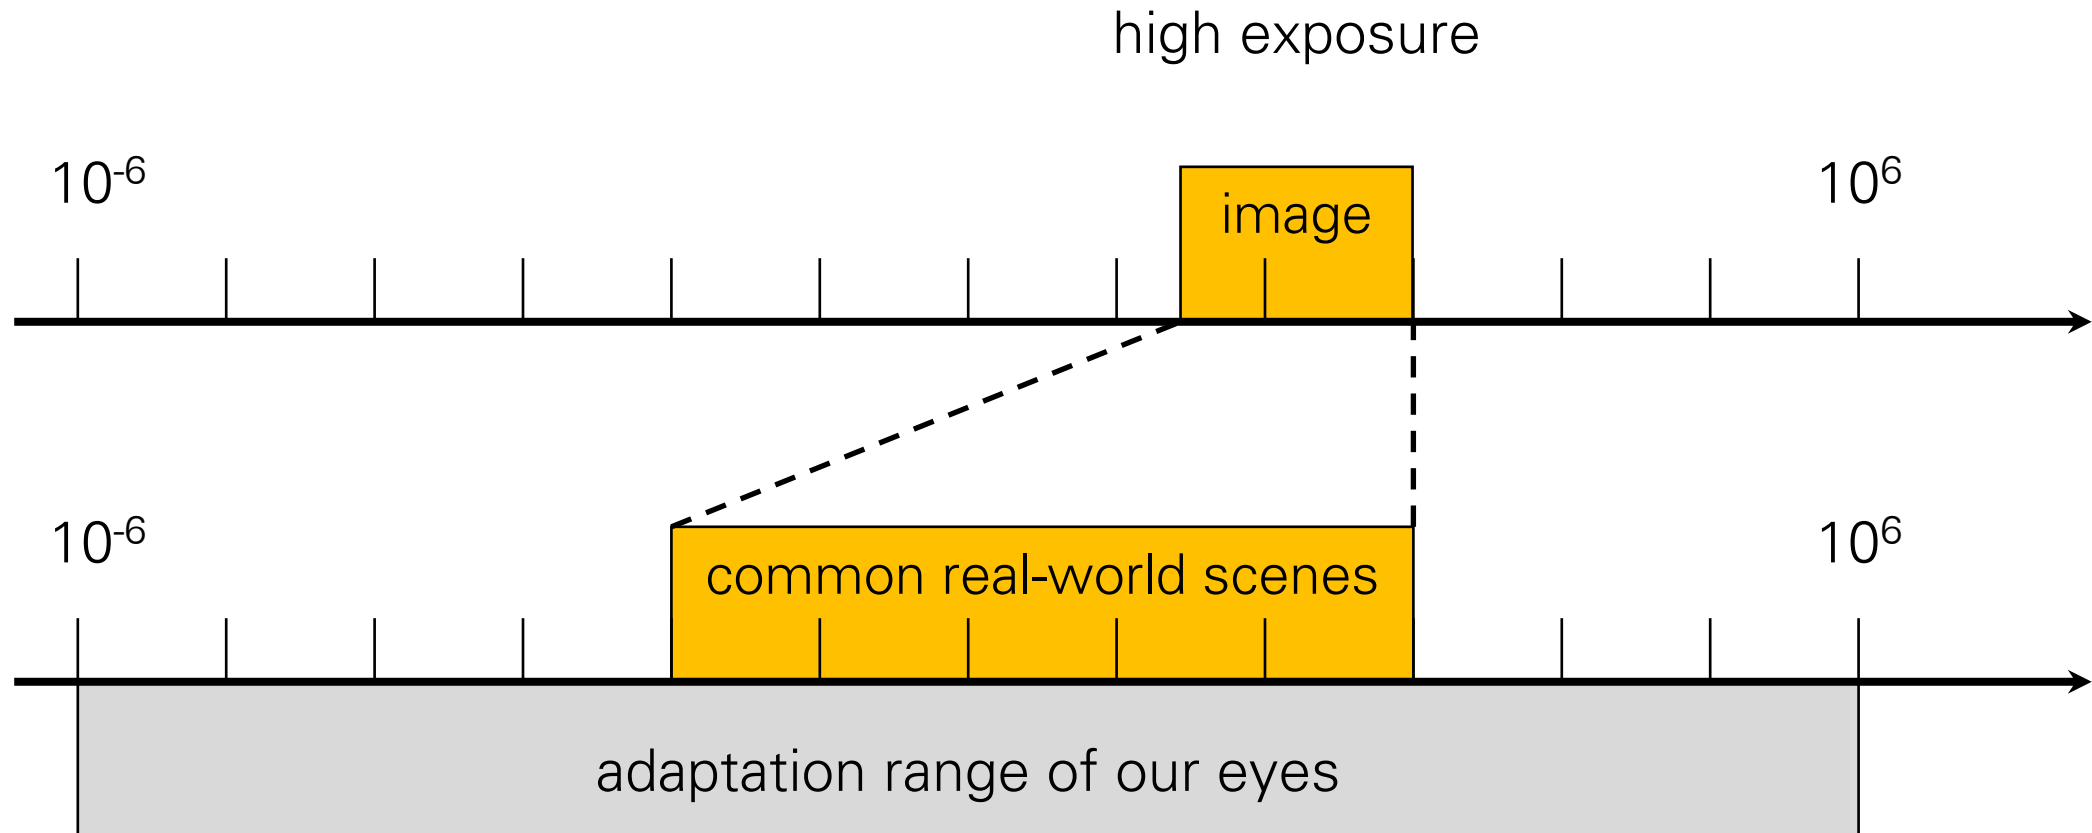 high exposure
10⁻⁶
image
10⁶
10⁻⁶
common real-world scenes
10⁶
adaptation range of our eyes